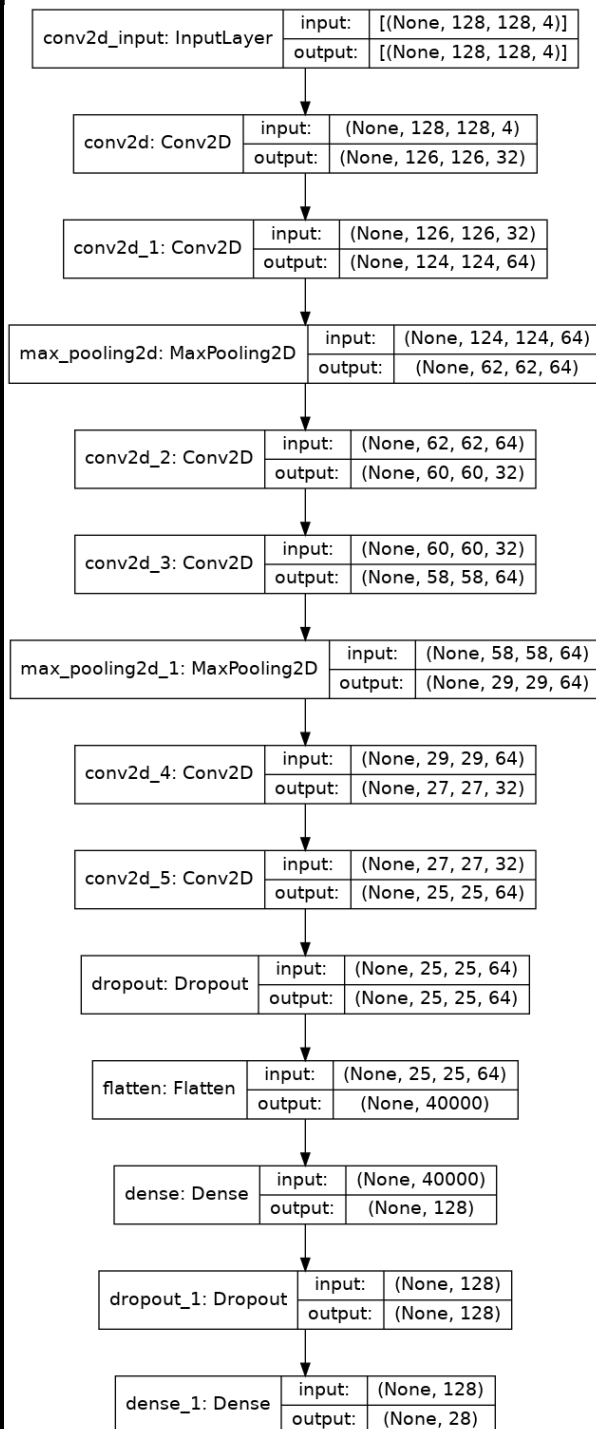 conv2d_input: InputLayer
input: [(None, 128, 128, 4)]
output: [(None, 128, 128, 4)]
conv2d: Conv2D
input: (None, 128, 128, 4)
output: (None, 126, 126, 32)
conv2d_1: Conv2D
input: (None, 126, 126, 32)
output: (None, 124, 124, 64)
max_pooling2d: MaxPooling2D
input: (None, 124, 124, 64)
output: (None, 62, 62, 64)
conv2d_2: Conv2D
input: (None, 62, 62, 64)
output: (None, 60, 60, 32)
conv2d_3: Conv2D
input: (None, 60, 60, 32)
output: (None, 58, 58, 64)
max_pooling2d_1: MaxPooling2D
input: (None, 58, 58, 64)
output: (None, 29, 29, 64)
conv2d_4: Conv2D
input: (None, 29, 29, 64)
output: (None, 27, 27, 32)
conv2d_5: Conv2D
input: (None, 27, 27, 32)
output: (None, 25, 25, 64)
dropout: Dropout
input: (None, 25, 25, 64)
output: (None, 25, 25, 64)
flatten: Flatten
input: (None, 25, 25, 64)
output: (None, 40000)
dense: Dense
input: (None, 40000)
output: (None, 128)
dropout_1: Dropout
input: (None, 128)
output: (None, 128)
dense_1: Dense
input: (None, 128)
output: (None, 28)